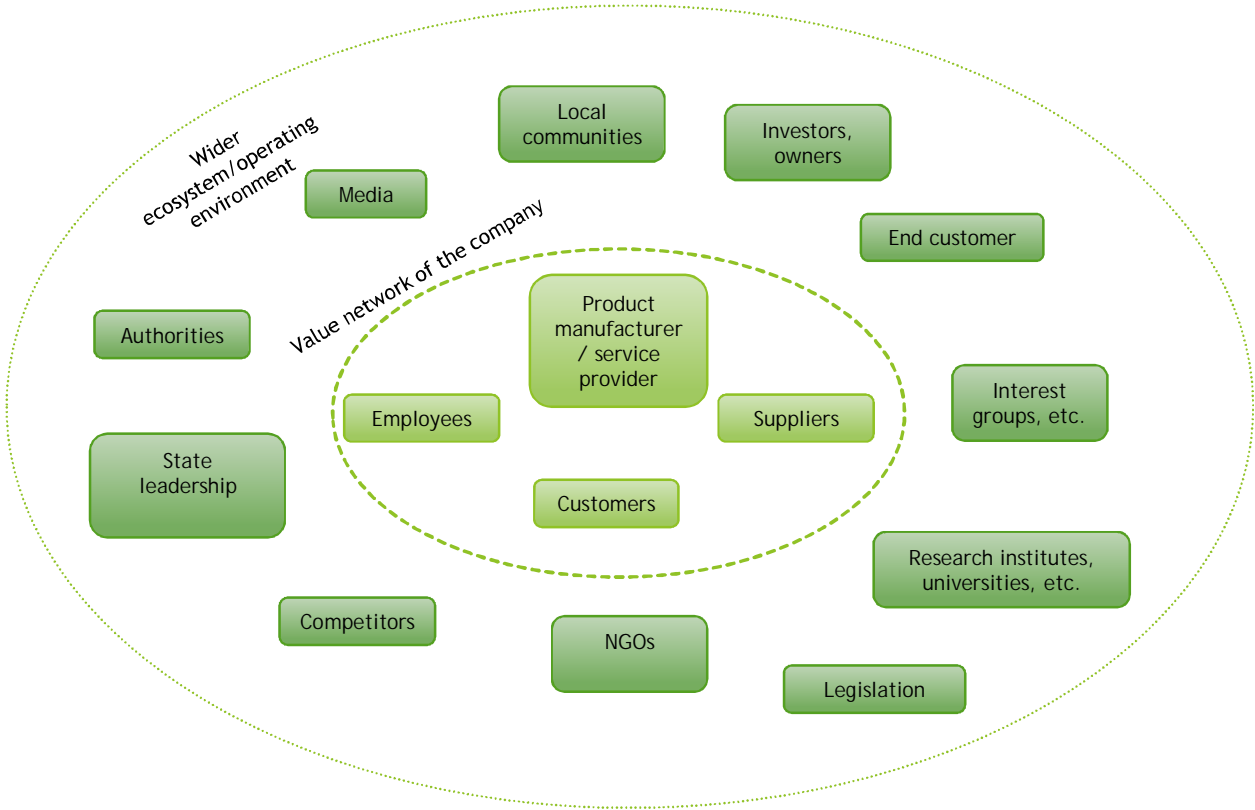 Local
communities
Investors,
owners
Wider
ecosystem/operating
environment
Media
Value network of the company
End customer
Product
manufacturer
/ service
provider
Authorities
Employees
Suppliers
Interest
groups, etc.
State
leadership
Customers
Research institutes,
universities, etc.
Competitors
NGOs
Legislation